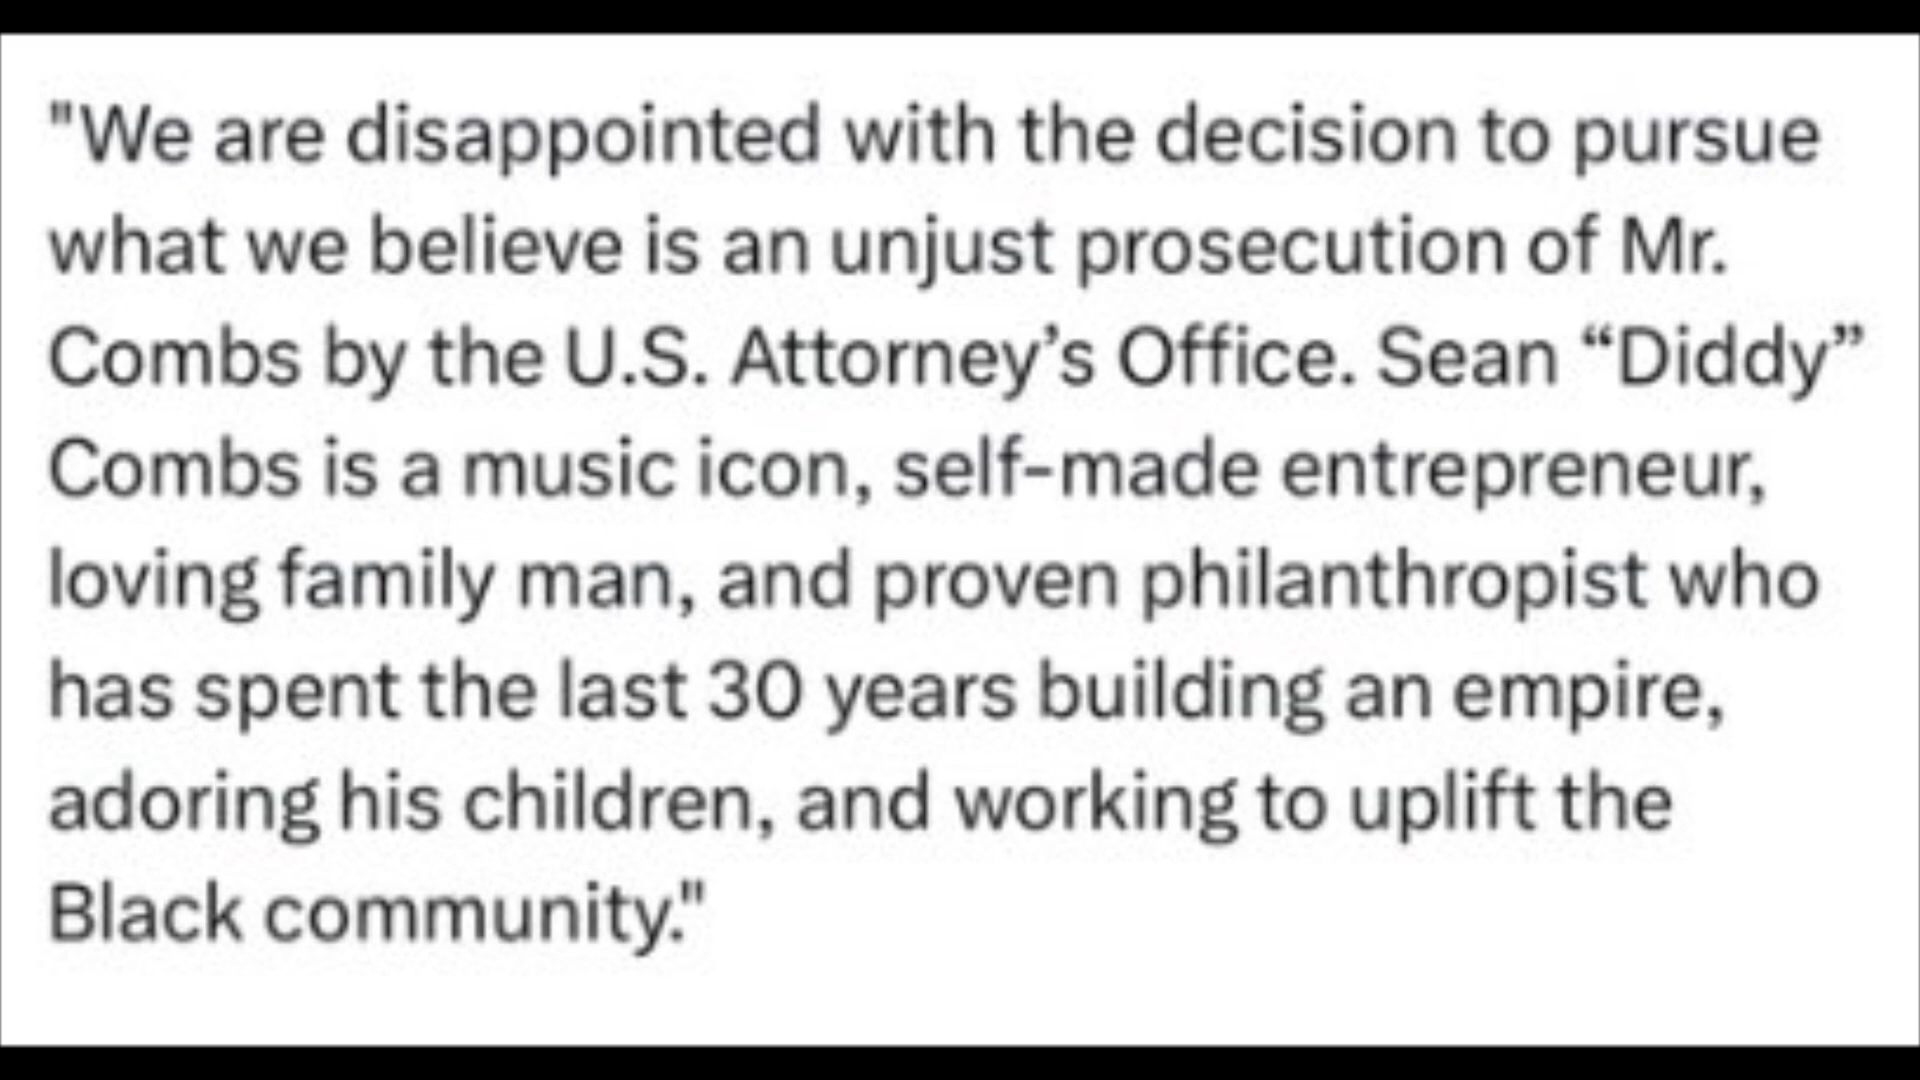 "We are disappointed with the decision to pursue
what we believe is an unjust prosecution of Mr.
Combs by the U.S. Attorney’s Office. Sean “Diddy”
Combs is a music icon, self-made entrepreneur,
loving family man, and proven philanthropist who
has spent the last 30 years building an empire,
adoring his children, and working to uplift the
Black community."